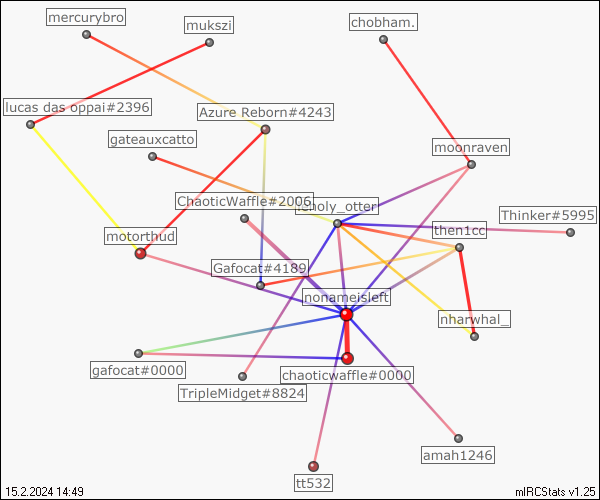 mercurybro
mukszi
chobham.
lucas das oppai#2396
Azure Reborn#4243
gateauxcatto
moonraven
ChaoticWaffle#2006
Thinker#5995
motorthud
then1cc
Gafocat#4189
nonameisleft
nharwhal_
gafocat#0000
chaoticwaffle#0000
TripleMidget#8824
amah1246
tt532
15.2.2024 14:49
mIRCStats v1.25